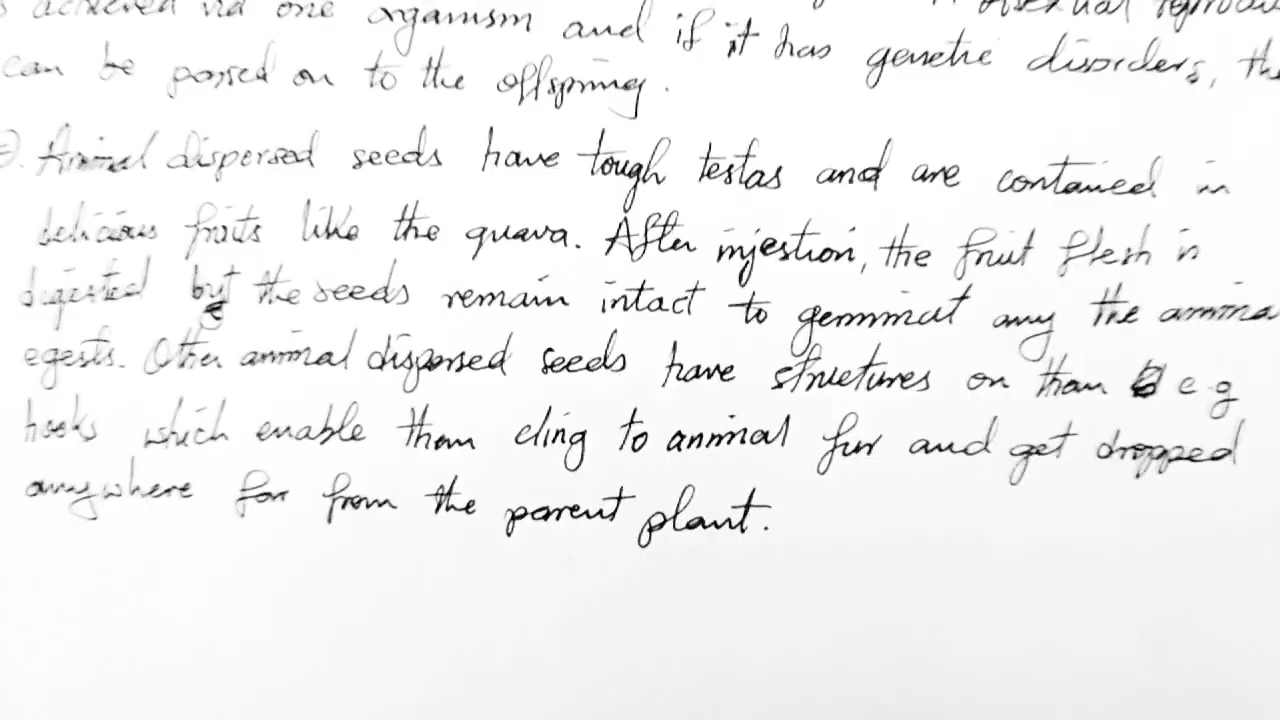 achieved via one organism and if it has genetic disorders, the
can be passed on to the offspring.
Animal dispersed seeds have tough testas and are contained in
delicious fruits like the guava. After injestion, the fruit flesh is
digested but the seeds remain intact to germinat any the anima
egests. Other animal dispersed seeds have structures on than e.g
hooks which enable tham cling to animal fur and get dropped
anywhere far from the parent plant.